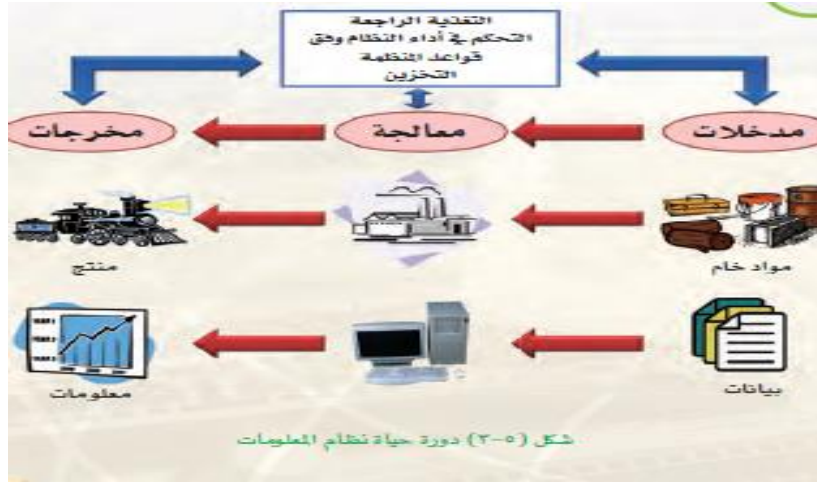 التغذية الراجعة
التحكم في أداء النظام وفق
قواعد المنظمة
التخزين
مدخلات
معالجة
مخرجات
مواد خام
منتج
بيانات
معلومات
شكل (٥-٣) دورة حياة نظام المعلومات